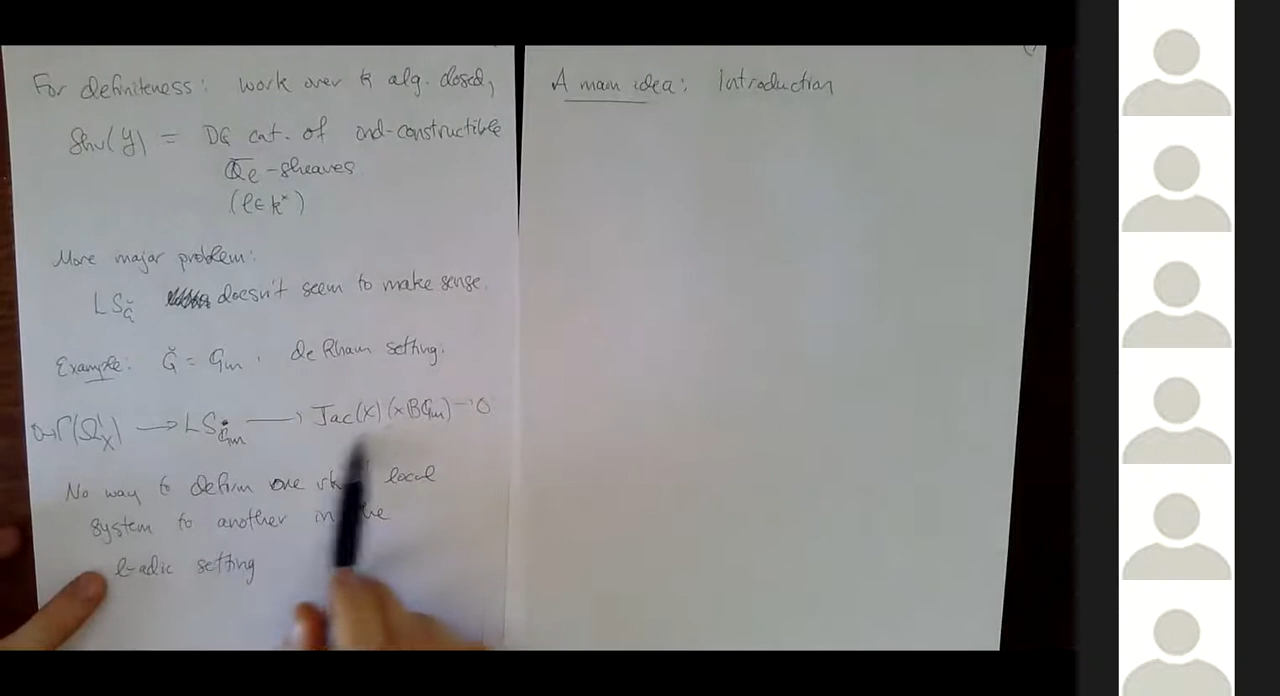 For definiteness: work over k alg. closed,
Shv(Y) = DG cat. of ind-constructible
Q̅ℓ-sheaves.
(ℓ∈k^×)
More major problem:
LS_Ǧ doesn't seem to make sense.
Example: Ǧ = Gm. de Rham setting.
0→Γ(Ω¹_X) → LS_Gm → Jac(X) (×BGm) → 0
No way to deform one local
system to another in the
ℓ-adic setting
A main idea: Introduction